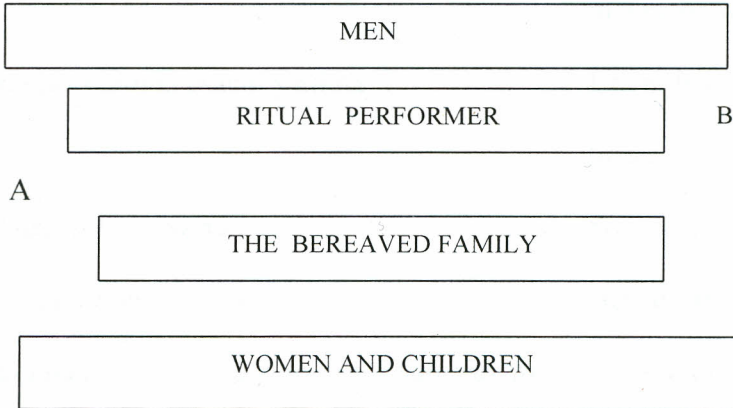 MEN
RITUAL PERFORMER
B
A
THE BEREAVED FAMILY
WOMEN AND CHILDREN